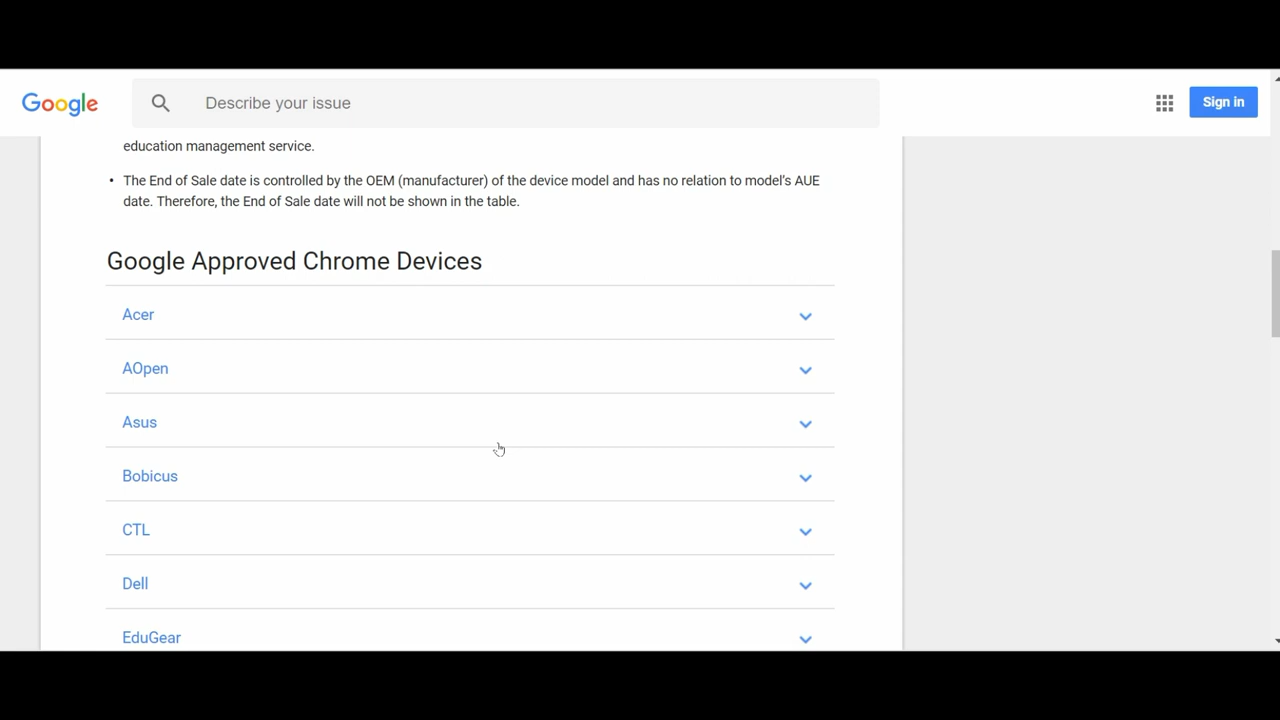 Google
Describe your issue
Sign in
education management service.
• The End of Sale date is controlled by the OEM (manufacturer) of the device model and has no relation to model's AUE
date. Therefore, the End of Sale date will not be shown in the table.
Google Approved Chrome Devices
Acer
AOpen
Asus
Bobicus
CTL
Dell
EduGear